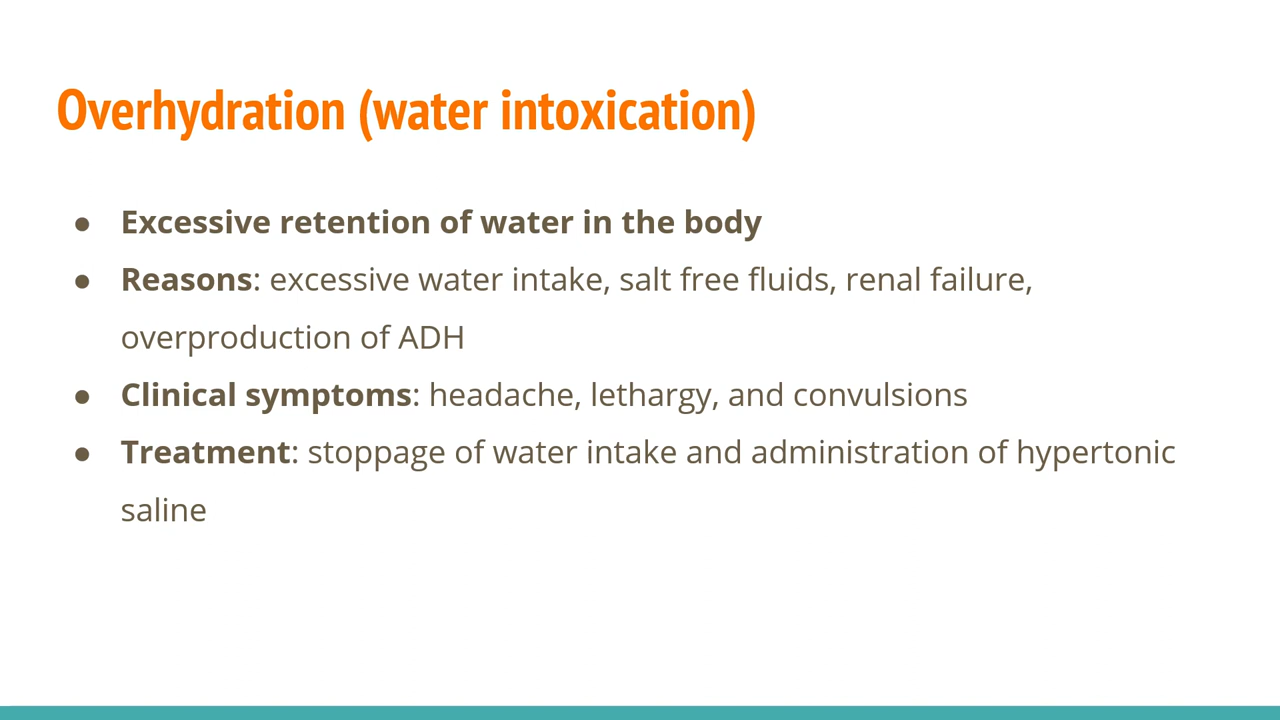 Overhydration (water intoxication)
● Excessive retention of water in the body
● Reasons: excessive water intake, salt free fluids, renal failure,
overproduction of ADH
● Clinical symptoms: headache, lethargy, and convulsions
● Treatment: stoppage of water intake and administration of hypertonic
saline